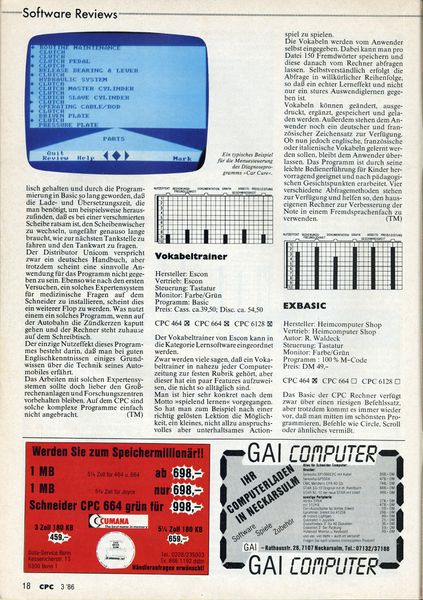 Software Reviews
ROUTINE MAINTENANCE
CLUTCH
CLUTCH PEDAL
CLUTCH
RELEASE BEARING & LEVER
CLUTCH
HYDRAULIC SYSTEM
CLUTCH
CLUTCH MASTER CYLINDER
CLUTCH
CLUTCH SLAVE CYLINDER
CLUTCH
OPERATING CABLE/ROD
CLUTCH
DRIVEN PLATE
CLUTCH
PRESSURE PLATE
PARTS
Quit
Review Help Mark
Ein typisches Beispiel
für die Menuesteuerung
des Diagnosepro-
gramms »Car Cure«.
tisch gehalten und durch die Program-
mierung in Basic so lang geworden, daß
die Lade- und Übersetzungszeit, die
man benötigt, um beispielsweise heraus-
zufinden, daß es bei einer verschmierten
Scheibe ratsam ist, den Scheibenwischer
zu wechseln, ungefähr genauso lange
braucht, wie zur nächsten Tankstelle zu
fahren und den Tankwart zu fragen.
Der Distributor Unicom verspricht
zwar ein deutsches Handbuch, aber
trotzdem scheint eine sinnvolle An-
wendung für das Programm nicht gege-
ben zu sein. Ebenso wie nach den ersten
Versuchen, ein solches Expertensystem
für medizinische Fragen auf dem
Schneider zu installieren, scheint dies
ein weiterer Flop zu werden. Was nutzt
einem ein solches Programm, wenn auf
der Autobahn die Zündkerzen kaputt
gehen und der Rechner steht zuhause
auf dem Schreibtisch.
Der einzige Nutzeffekt dieses Program-
mes besteht darin, daß man bei guten
Englischkenntnissen einiges Grund-
wissen über die Technik seines Auto-
mobiles erfährt.
Das Arbeiten mit solchen Expertensy-
stemen sollte doch lieber den Groß-
rechenanlagen und Forschungszentren
vorbehalten bleiben. Auf dem CPC sind
solche komplexe Programme einfach
nicht angebracht. (TM)
Vokabeltrainer
Hersteller: Escon
Vertrieb: Escon
Steuerung: Tastatur
Monitor: Farbe/Grün
Programm: Basic
Preis: Cass. ca.39,50; Disc. ca. 54,50
CPC 464 CPC 664 CPC 6128
Der Vokabeltrainer von Escon kann in
die Kategorie Lernsoftware eingeordnet
werden.
Zwar werden viele sagen, daß ein Voka-
beltrainer in nahezu jeder Computer-
zeitung zur festen Rubrik gehört, aber
dieser hat ein paar Features aufzuwei-
sen, die nicht so alltäglich sind.
Man ist hier sehr konkret nach dem
Motto »spielend lernen« vorgegangen.
So hat man zum Beispiel nach einer
richtig gelösten Lektion die Möglich-
keit, ein kleines, nicht allzu anspruchs-
volles aber unterhaltsames Action-
spiel zu spielen.
Die Vokabeln werden vom Anwender
selbst eingegeben. Dabei kann man pro
Datei 150 Fremdwörter speichern und
diese danach vom Rechner abfragen
lassen. Selbstverständlich erfolgt die
Abfrage in willkürlicher Reihenfolge,
so daß ein echter Lerneffekt und nicht
nur ein stures Auswendiglernen gege-
ben ist.
Vokabeln können geändert, ausge-
druckt, ergänzt, gespeichert und gela-
den werden. Außerdem stehen dem An-
wender noch ein deutscher und fran-
zösischer Zeichensatz zur Verfügung.
Ob nun jedoch englische, französische
oder italienische Vokabeln gelernt wer-
den sollen, bleibt dem Anwender über-
lassen. Das Programm ist durch seine
leichte Bedienerführung für Kinder her-
vorragend geeignet und nach pädagogi-
schen Gesichtspunkten erarbeitet. Vier
verschiedene Abfragemethoden stehen
zur Verfügung und helfen so, den haus-
eigenen Rechner zur Verbesserung der
Note in einem Fremdsprachenfach zu
verwenden. (TM)
EXBASIC
Hersteller: Heimcomputer Shop
Vertrieb: Heimcomputer Shop
Autor: R. Waldeck
Steuerung: Tastatur
Monitor: Farbe/Grün
Programm: 100 % M-Code
Preis: DM 49,–
CPC 464 CPC 664 CPC 6128
Das Basic der CPC Rechner verfügt
zwar über einen riesigen Befehlssatz,
aber trotzdem kommt es immer wieder
vor, daß man mitten im schönsten Pro-
grammieren, Befehle wie Circle, Scroll
oder ähnliches vermißt.
Werden Sie zum Speichermillionär!!
1 MB 5¼ Zoll für 464 u. 664 ab 698,–
1 MB 5¼ Zoll für Joyce nur 698,–
Schneider CPC 664 grün für 998,–
3 Zoll 180 KB
459,–
CUMANA
5¼ Zoll 180 KB
659,–
Data-Service Bonn
5300 Bonn 1
Händleranfragen erwünscht!
GAI COMPUTER
IHR
COMPUTERLADEN
IN NECKARSULM
Software Spiele Zubehör
GAI - Rathausstr. 28, 7107 Neckarsulm, Tel.: 07132/37188
GAI COMPUTER
18 CPC 3'86